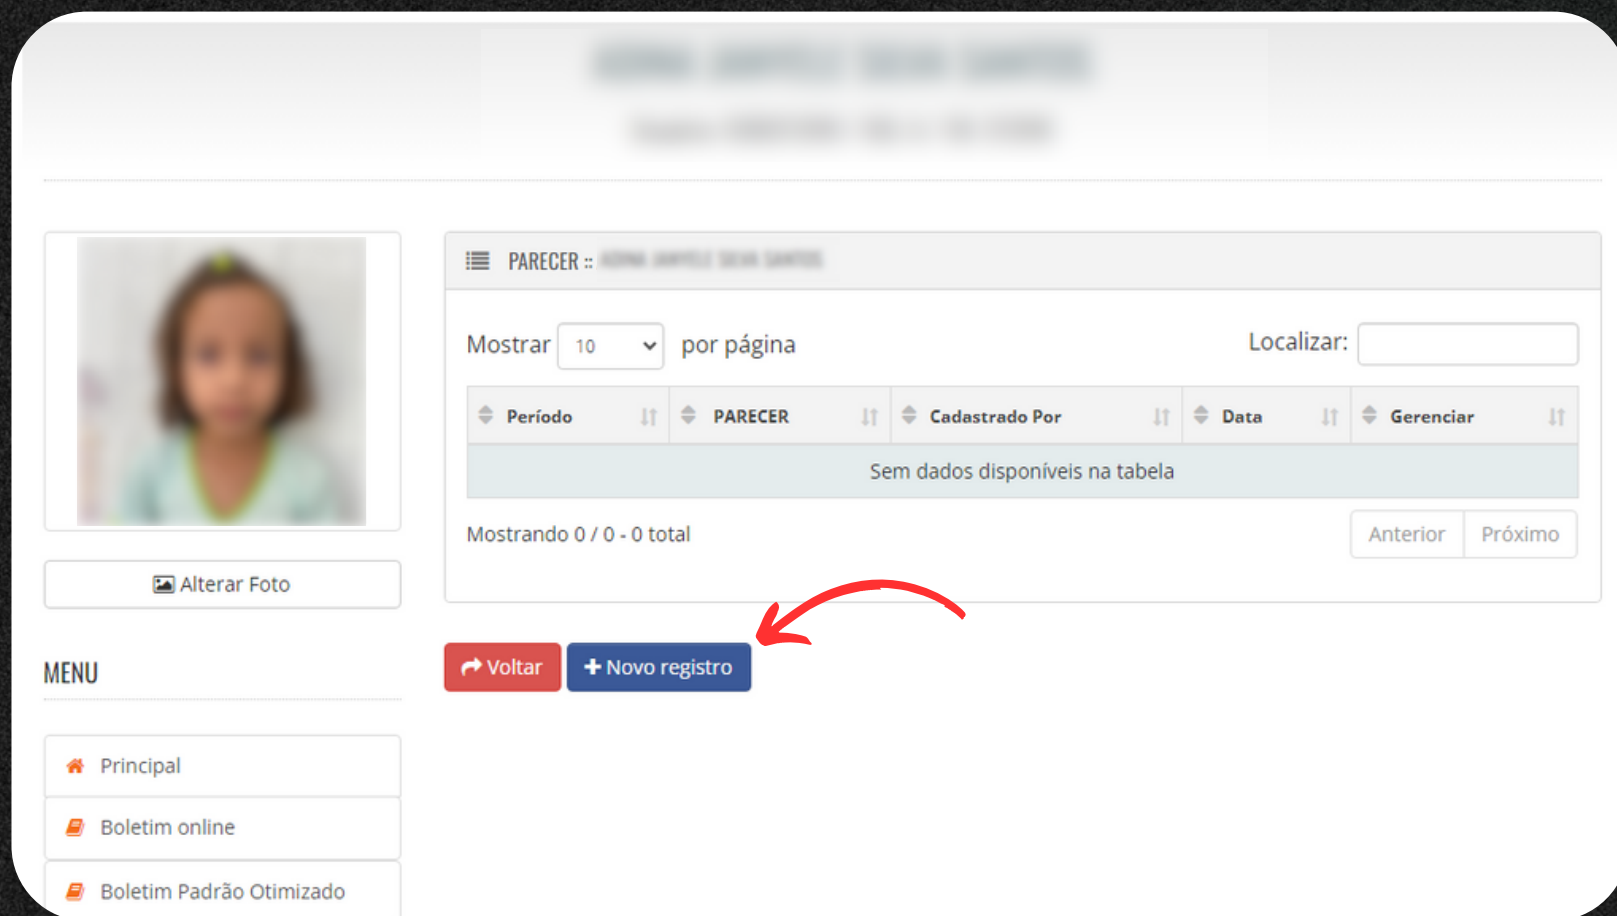 PARECER ::
Mostrar 10 por página
Localizar:
Período PARECER Cadastrado Por Data Gerenciar
Sem dados disponíveis na tabela
Mostrando 0 / 0 - 0 total
Anterior Próximo
Alterar Foto
Voltar + Novo registro
MENU
Principal
Boletim online
Boletim Padrão Otimizado